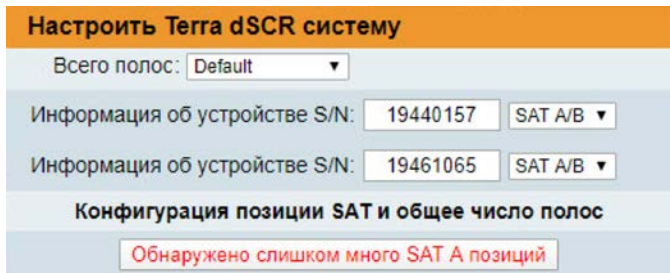 Настроить Terra dSCR систему
Всего полос: Default
Информация об устройстве S/N: 19440157 SAT A/B
Информация об устройстве S/N: 19461065 SAT A/B
Конфигурация позиции SAT и общее число полос
Обнаружено слишком много SAT A позиций